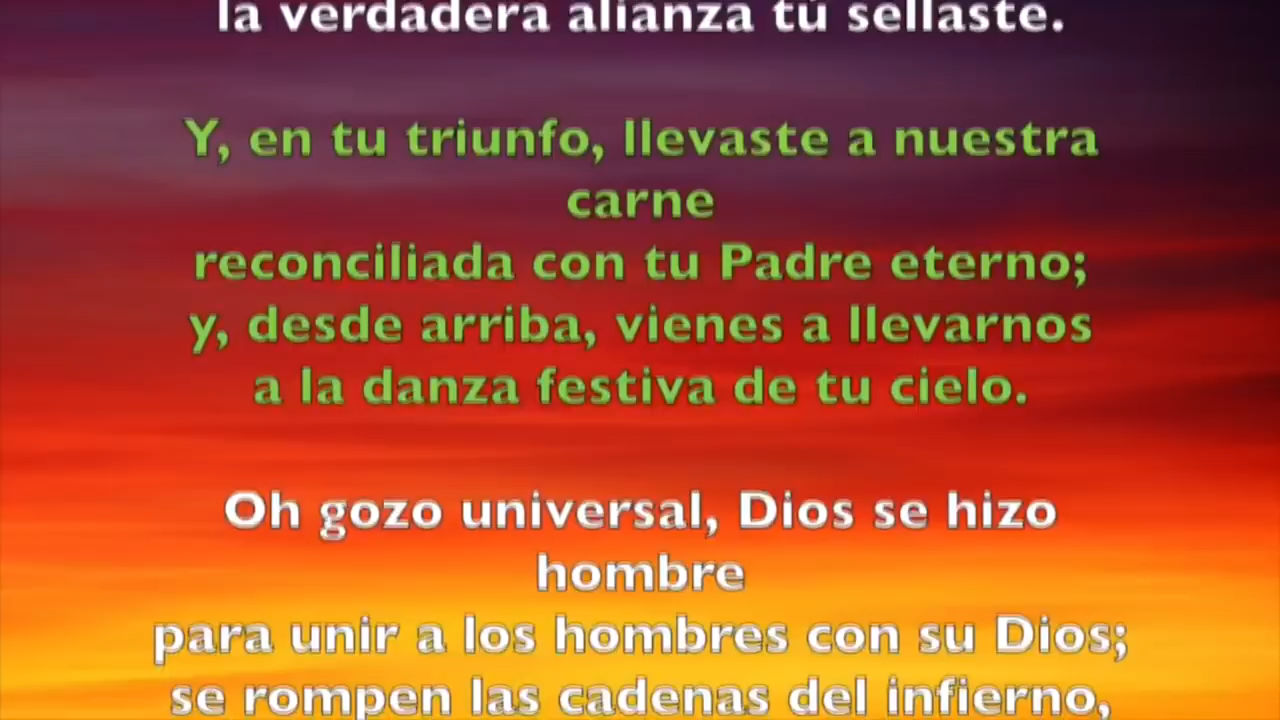 la verdadera alianza tú sellaste.
Y, en tu triunfo, llevaste a nuestra
carne
reconciliada con tu Padre eterno;
y, desde arriba, vienes a llevarnos
a la danza festiva de tu cielo.
Oh gozo universal, Dios se hizo
hombre
para unir a los hombres con su Dios;
se rompen las cadenas del infierno,